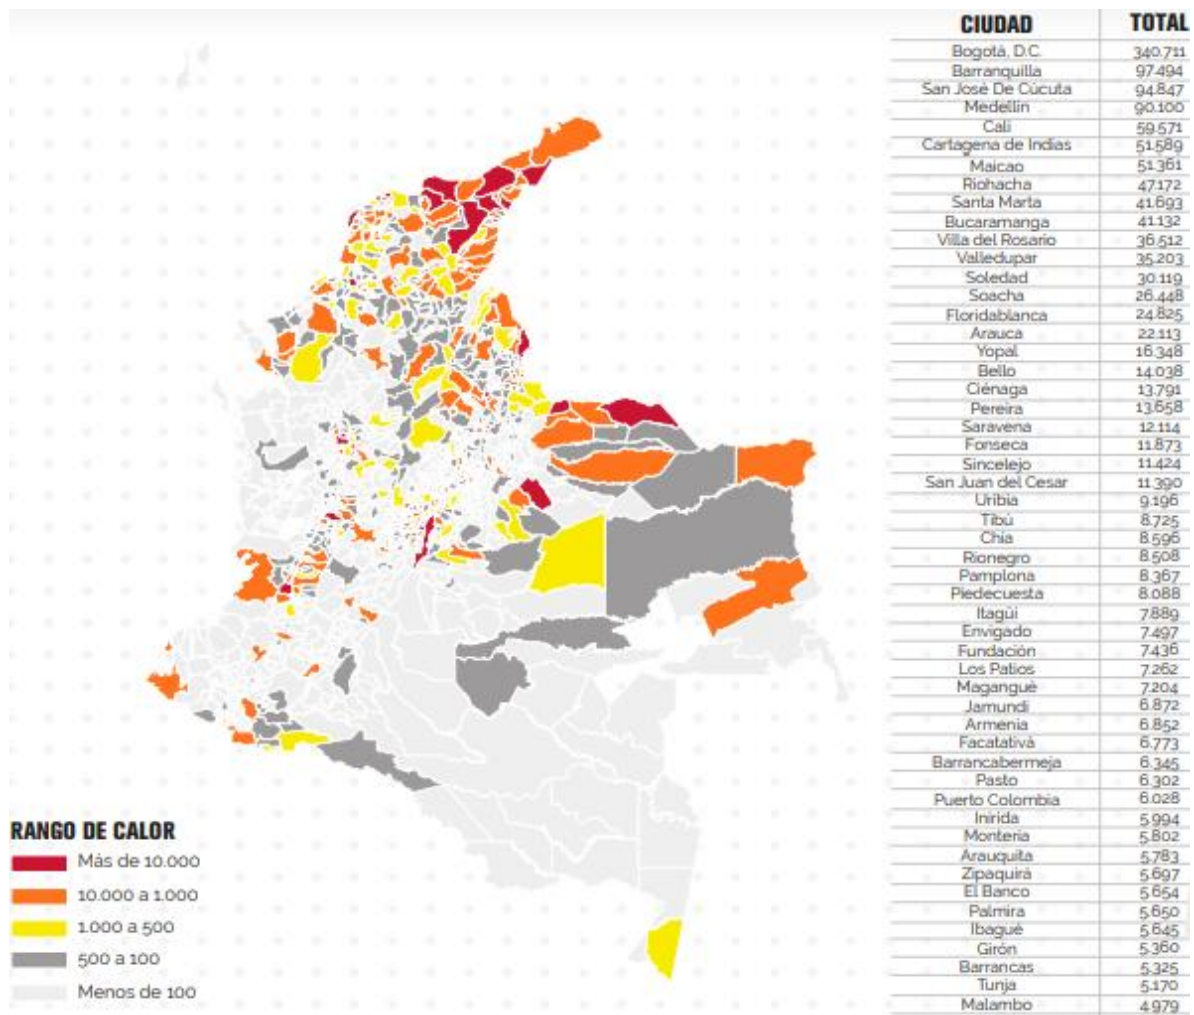 CIUDAD TOTAL
Bogotá, D.C. 340.711
Barranquilla 97.494
San José De Cúcuta 94.847
Medellín 90.100
Cali 59.571
Cartagena de Indias 51.589
Maicao 51.361
Riohacha 47.172
Santa Marta 41.693
Bucaramanga 41.132
Villa del Rosario 36.512
Valledupar 35.203
Soledad 30.119
Soacha 26.448
Floridablanca 24.825
Arauca 22.113
Yopal 16.348
Bello 14.038
Ciénaga 13.791
Pereira 13.658
Saravena 12.114
Fonseca 11.873
Sincelejo 11.424
San Juan del Cesar 11.390
Uribia 9.196
Tibú 8.725
Chía 8.596
Rionegro 8.508
Pamplona 8.367
Piedecuesta 8.088
Itagüí 7.889
Envigado 7.497
Fundación 7.436
Los Patios 7.262
Magangué 7.204
Jamundí 6.872
Armenia 6.852
Facatativá 6.773
Barrancabermeja 6.345
Pasto 6.302
Puerto Colombia 6.028
Inírida 5.994
Montería 5.802
Arauquita 5.783
Zipaquirá 5.697
El Banco 5.654
Palmira 5.650
Ibagué 5.645
Girón 5.360
Barrancas 5.325
Tunja 5.170
Malambo 4.979
RANGO DE CALOR
Más de 10.000
10.000 a 1.000
1.000 a 500
500 a 100
Menos de 100